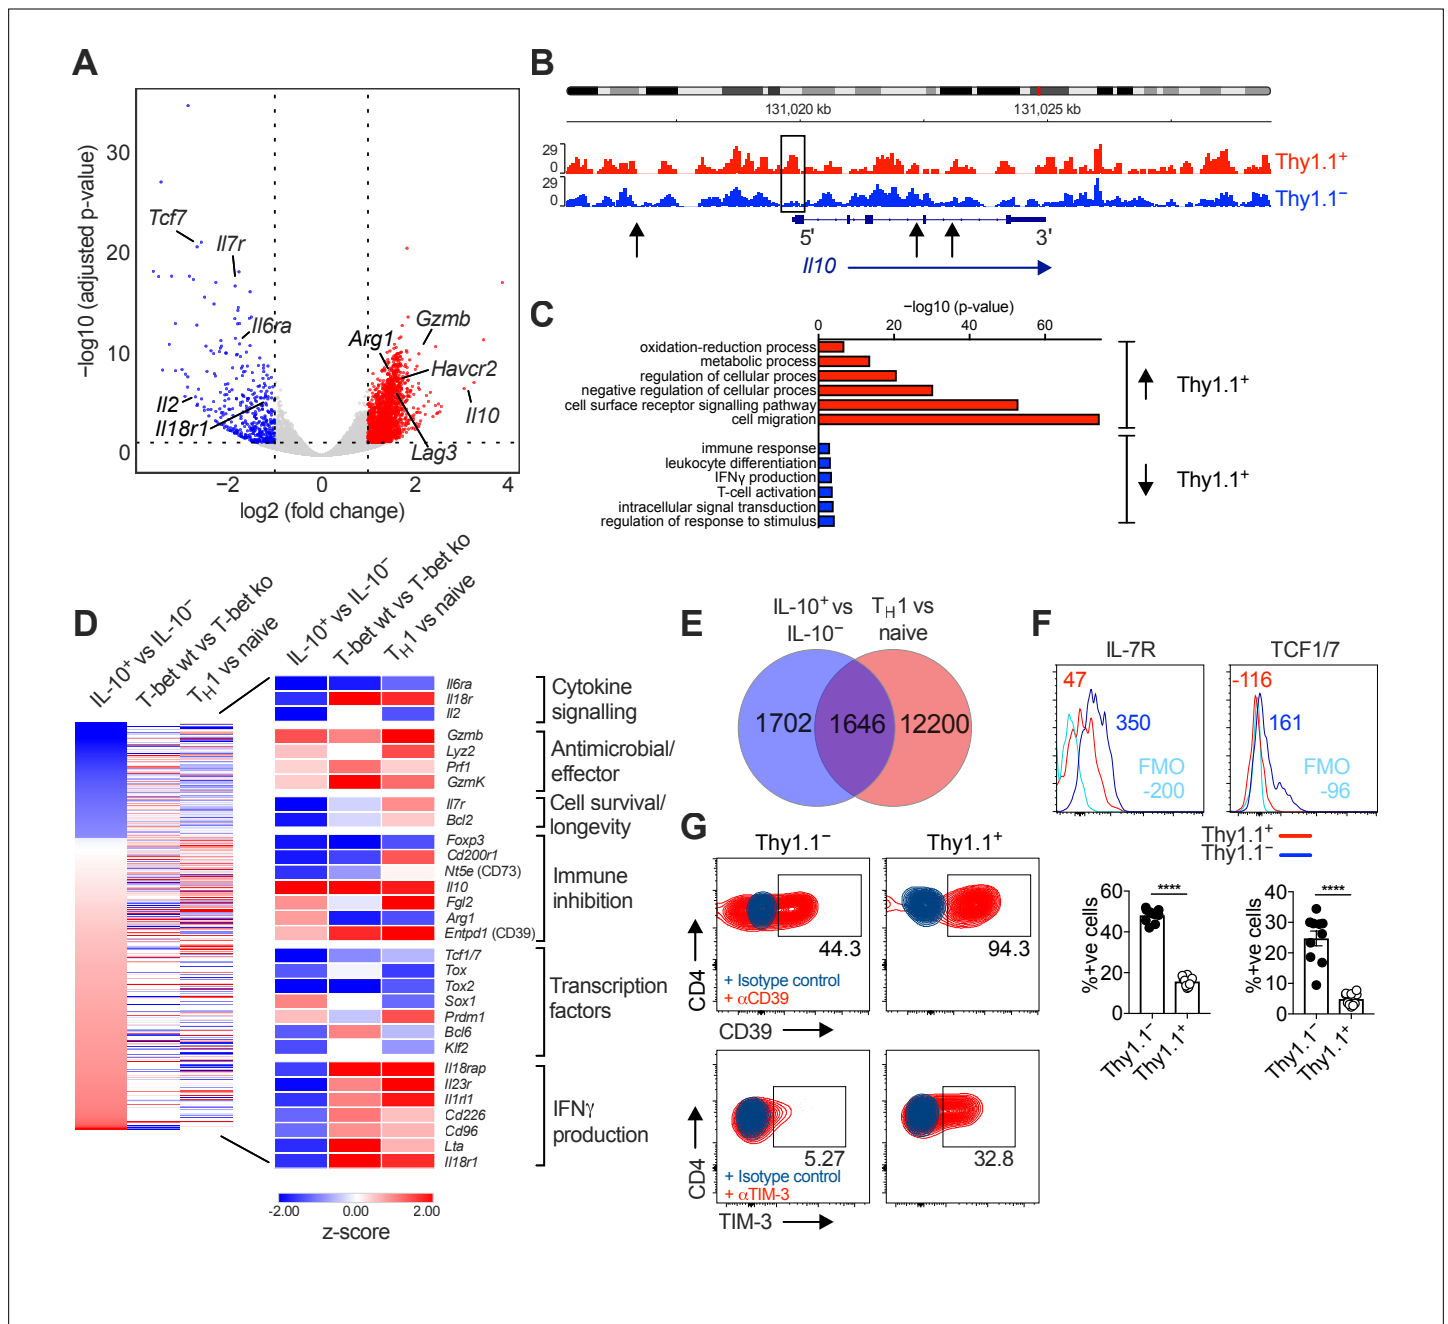 A
−log10 (adjusted p-value)
30
20
10
0
Tcf7
Il7r
Il6ra
Il2
Il18r1
Arg1
Gzmb
Havcr2
Il10
Lag3
−2
0
2
4
log2 (fold change)
B
131,020 kb
131,025 kb
29
0
Thy1.1+
29
0
Thy1.1−
5'
3'
Il10
C
−log10 (p-value)
0
20
40
60
oxidation-reduction process
metabolic process
regulation of cellular proces
negative regulation of cellular proces
cell surface receptor signalling pathway
cell migration
Thy1.1+
immune response
leukocyte differentiation
IFNγ production
T-cell activation
intracellular signal transduction
regulation of response to stimulus
Thy1.1+
D
IL-10+ vs IL-10−
T-bet wt vs T-bet ko
TH1 vs naive
IL-10+ vs IL-10−
T-bet wt vs T-bet ko
TH1 vs naive
Il6ra
Il18r
Il2
Cytokine
signalling
Gzmb
Lyz2
Prf1
GzmK
Antimicrobial/
effector
Il7r
Bcl2
Cell survival/
longevity
Foxp3
Cd200r1
Nt5e (CD73)
Il10
Fgl2
Arg1
Entpd1 (CD39)
Immune
inhibition
Tcf1/7
Tox
Tox2
Sox1
Prdm1
Bcl6
Klf2
Transcription
factors
Il18rap
Il23r
Il1rl1
Cd226
Cd96
Lta
Il18r1
IFNγ
production
-2.00
0.00
2.00
z-score
E
IL-10+ vs
IL-10−
TH1 vs
naive
1702
1646
12200
F
IL-7R
47
350
FMO
-200
TCF1/7
-116
161
FMO
-96
Thy1.1+
Thy1.1−
%+ve cells
60
40
20
0
****
Thy1.1−
Thy1.1+
%+ve cells
40
30
20
10
0
****
Thy1.1−
Thy1.1+
G
Thy1.1−
Thy1.1+
CD4
44.3
+ Isotype control
+ αCD39
94.3
CD39
CD4
5.27
+ Isotype control
+ αTIM-3
32.8
TIM-3